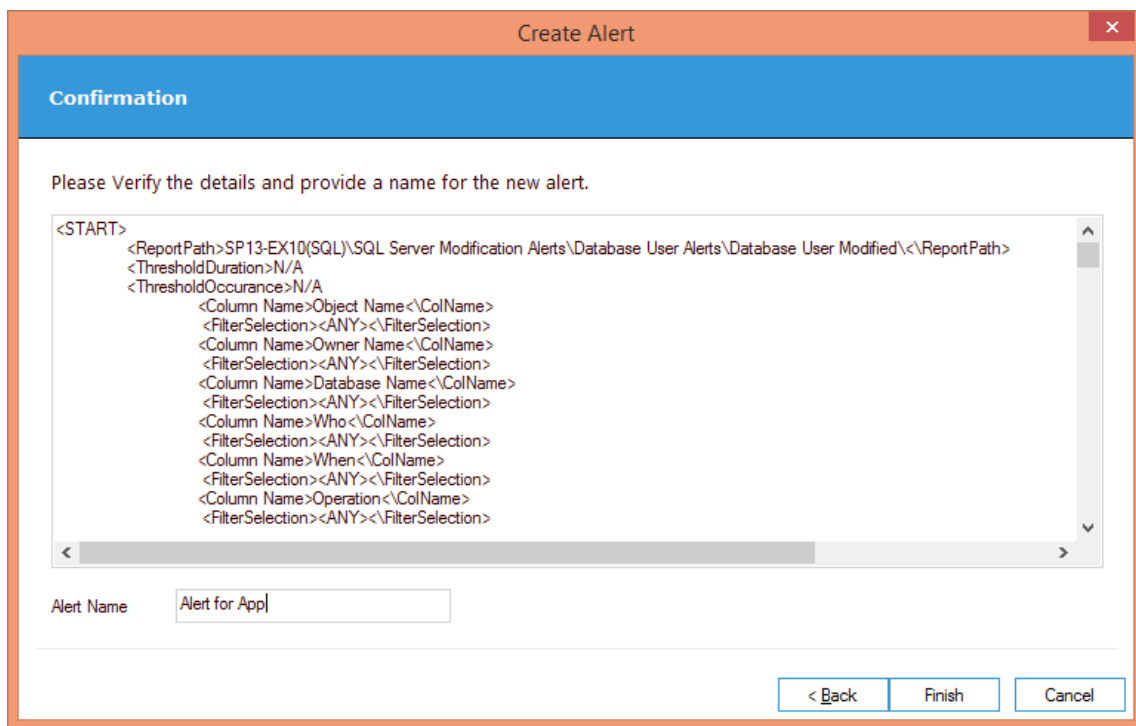 Create Alert
Confirmation
Please Verify the details and provide a name for the new alert.
<START>
<ReportPath>SP13-EX10(SQL)\SQL Server Modification Alerts\Database User Alerts\Database User Modified\<\ReportPath>
<ThresholdDuration>N/A
<ThresholdOccurance>N/A
<Column Name>Object Name<\ColName>
<FilterSelection><ANY><\FilterSelection>
<Column Name>Owner Name<\ColName>
<FilterSelection><ANY><\FilterSelection>
<Column Name>Database Name<\ColName>
<FilterSelection><ANY><\FilterSelection>
<Column Name>Who<\ColName>
<FilterSelection><ANY><\FilterSelection>
<Column Name>When<\ColName>
<FilterSelection><ANY><\FilterSelection>
<Column Name>Operation<\ColName>
<FilterSelection><ANY><\FilterSelection>
Alert Name Alert for App
< Back Finish Cancel